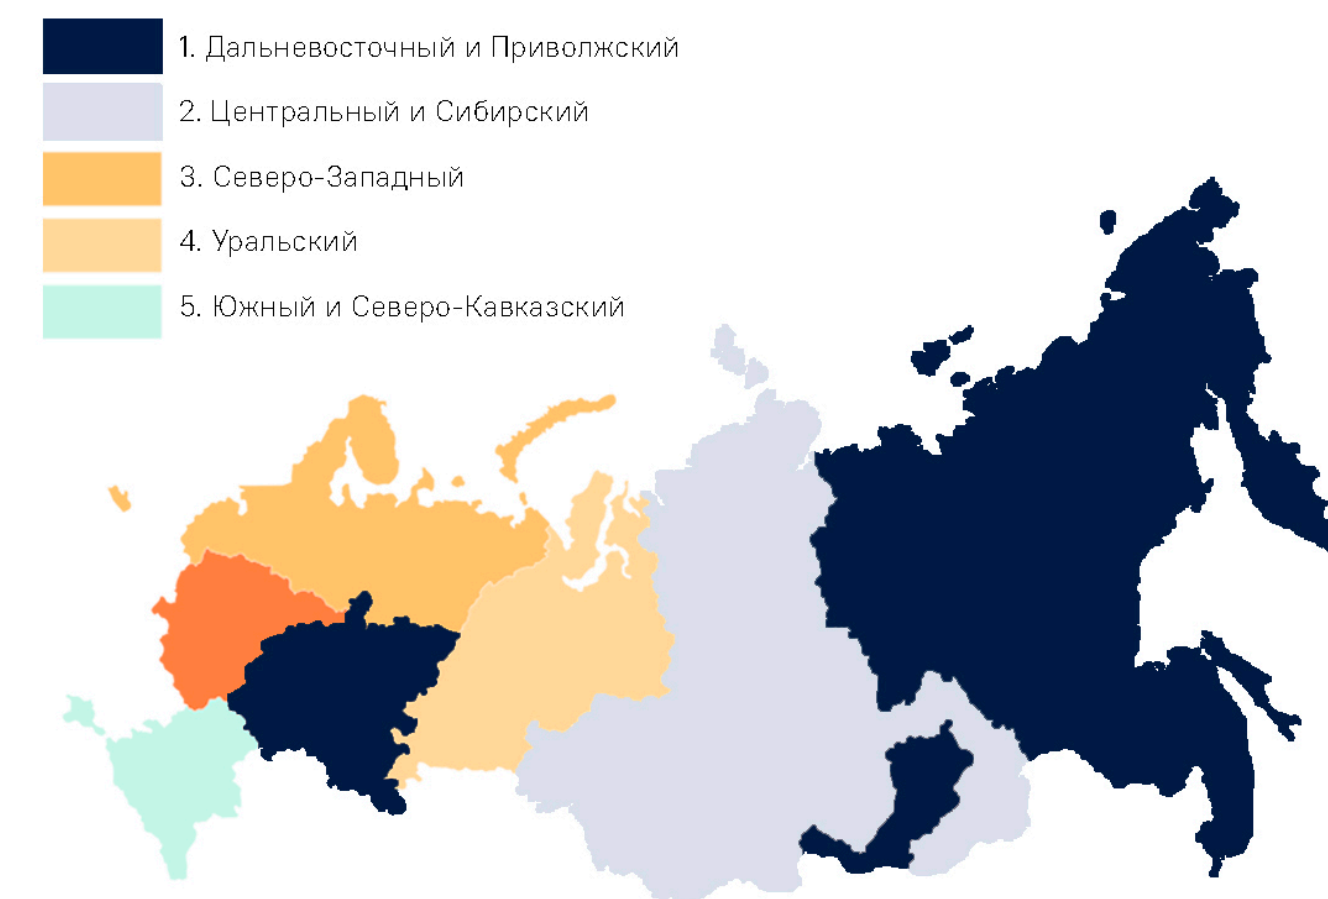 1. Дальневосточный и Приволжский
2. Центральный и Сибирский
3. Северо-Западный
4. Уральский
5. Южный и Северо-Кавказский